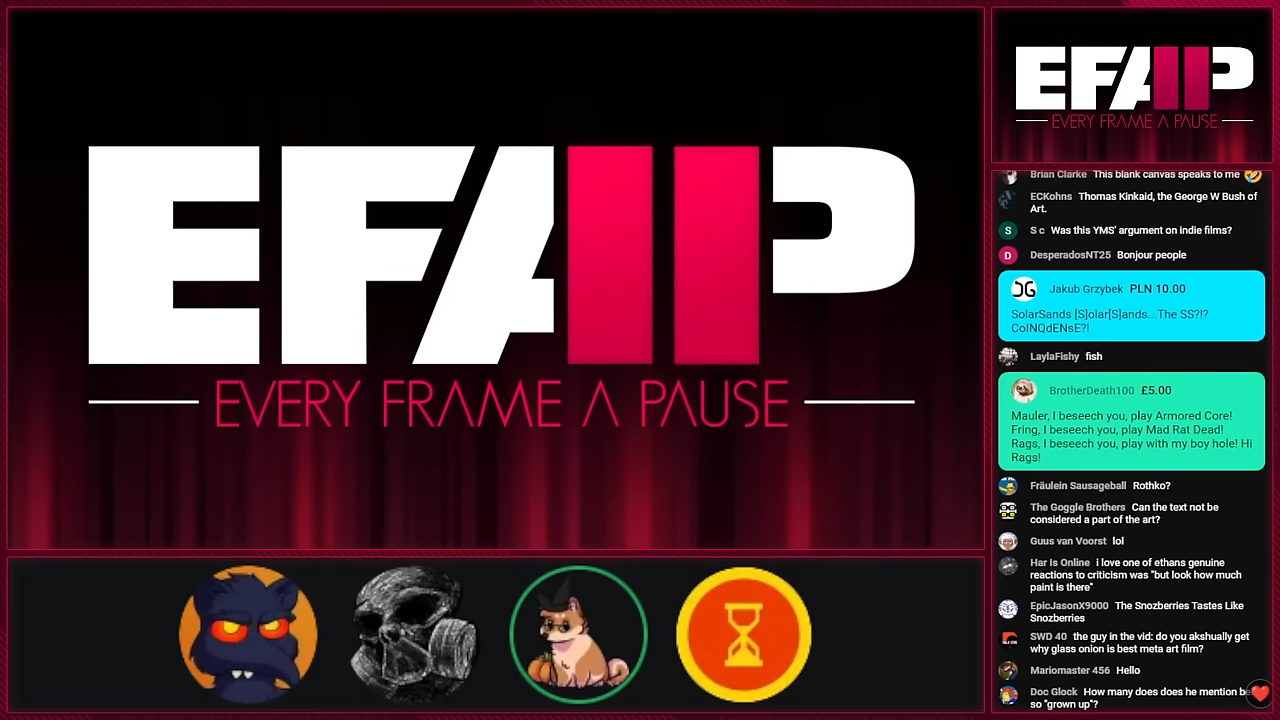 EFAP
EVERY FRAME A PAUSE
EFAP
EVERY FRAME A PAUSE
Brian Clarke This blank canvas speaks to me 🤣
ECKohns Thomas Kinkaid, the George W Bush of
Art.
S
S c Was this YMS' argument on indie films?
D
DesperadosNT25 Bonjour people
DG
Jakub Grzybek PLN 10.00
SolarSands [S]olar[S]ands...The SS?!?
CoINQdENsE?!
LaylaFishy fish
BrotherDeath100 £5.00
Mauler, I beseech you, play Armored Core!
Fring, I beseech you, play Mad Rat Dead!
Rags, I beseech you, play with my boy hole! Hi
Rags!
Fräulein Sausageball Rothko?
The Goggle Brothers Can the text not be
considered a part of the art?
Guus van Voorst lol
Har Is Online i love one of ethans genuine
reactions to criticism was "but look how much
paint is there"
EpicJasonX9000 The Snozberries Tastes Like
Snozberries
SWD 40 the guy in the vid: do you akshually get
why glass onion is best meta art film?
Mariomaster 456 Hello
Doc Glock How many does does he mention be
so "grown up"?